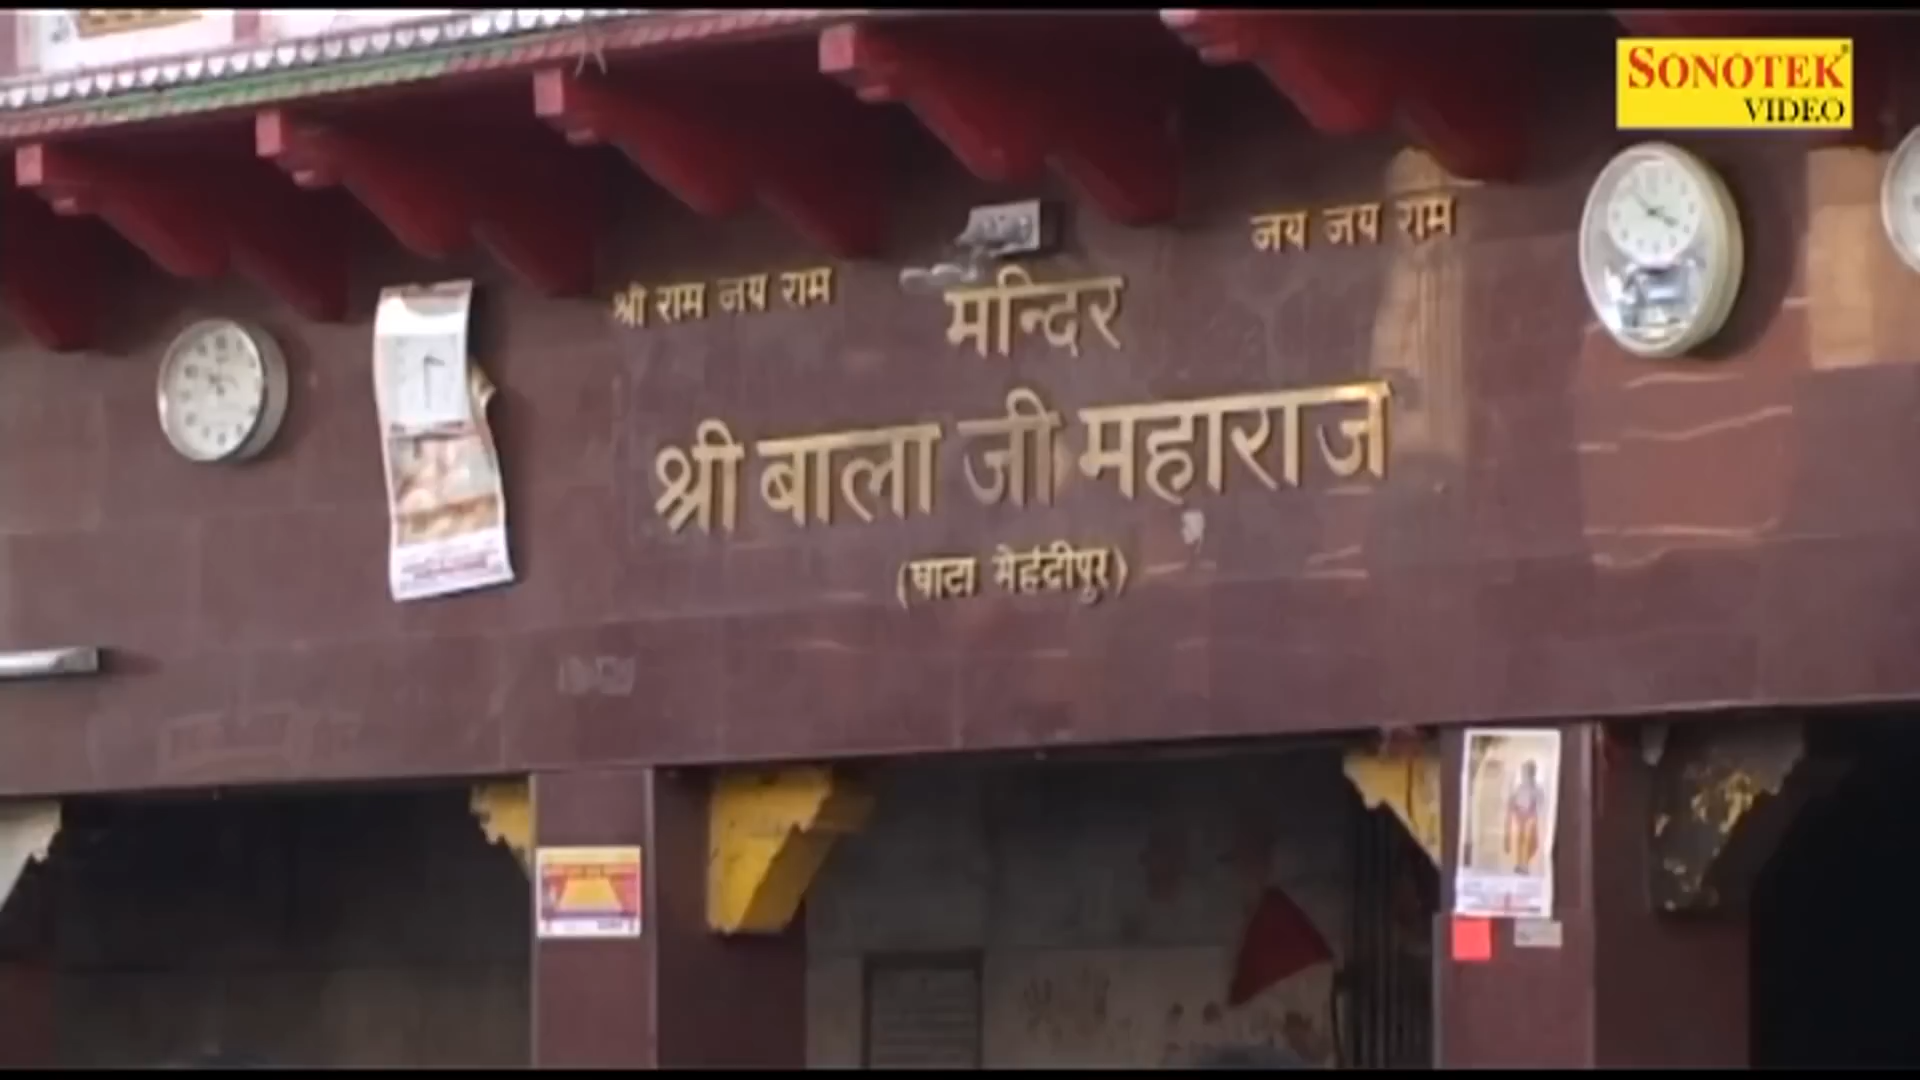 SONOTEK
VIDEO
श्री राम जय राम
जय जय राम
मन्दिर
श्री बाला जी महाराज
(घाटा मेहंदीपुर)